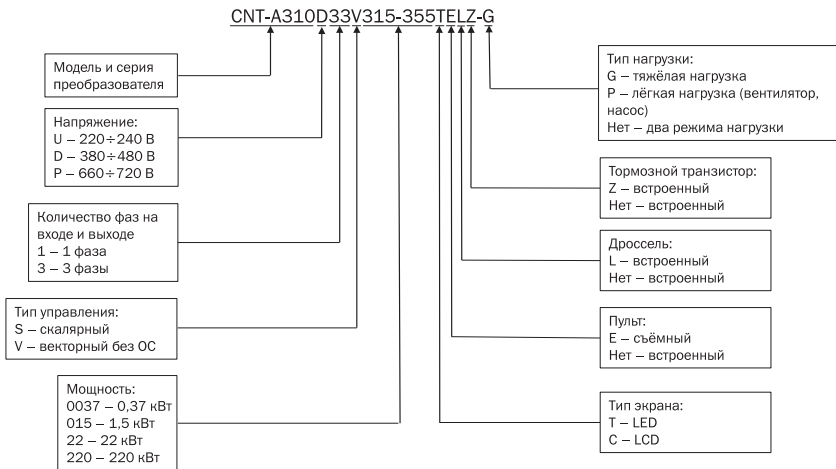 CNT-A310D33V315-355TELZ-G
Модель и серия
преобразователя
Напряжение:
U – 220÷240 В
D – 380÷480 В
P – 660÷720 В
Количество фаз на
входе и выходе
1 – 1 фаза
3 – 3 фазы
Тип управления:
S – скалярный
V – векторный без ОС
Мощность:
0037 – 0,37 кВт
015 – 1,5 кВт
22 – 22 кВт
220 – 220 кВт
Тип нагрузки:
G – тяжёлая нагрузка
P – лёгкая нагрузка (вентилятор,
насос)
Нет – два режима нагрузки
Тормозной транзистор:
Z – встроенный
Нет – встроенный
Дроссель:
L – встроенный
Нет – встроенный
Пульт:
E – съёмный
Нет – встроенный
Тип экрана:
T – LED
C – LCD